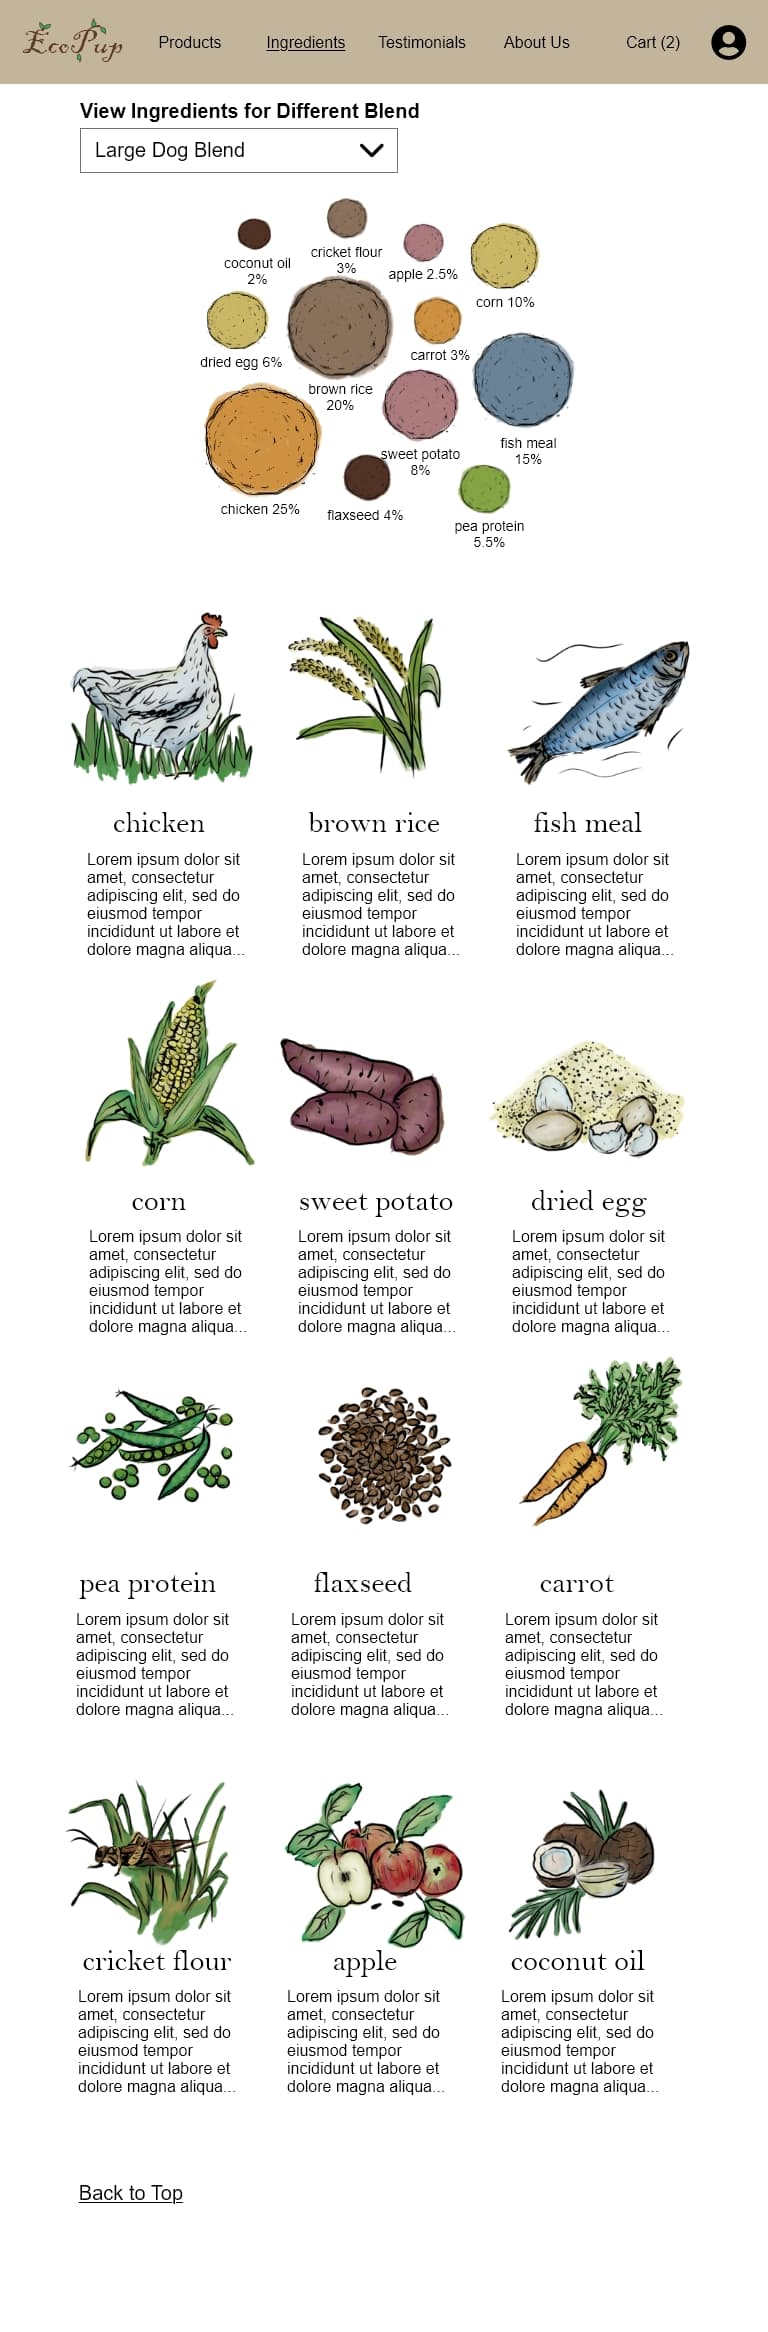 EcoPup
Products
Ingredients
Testimonials
About Us
Cart (2)
View Ingredients for Different Blend
Large Dog Blend
coconut oil
2%
cricket flour
3%
apple 2.5%
corn 10%
dried egg 6%
brown rice
20%
carrot 3%
fish meal
15%
chicken 25%
sweet potato
8%
flaxseed 4%
pea protein
5.5%
chicken
Lorem ipsum dolor sit
amet, consectetur
adipiscing elit, sed do
eiusmod tempor
incididunt ut labore et
dolore magna aliqua...
brown rice
Lorem ipsum dolor sit
amet, consectetur
adipiscing elit, sed do
eiusmod tempor
incididunt ut labore et
dolore magna aliqua...
fish meal
Lorem ipsum dolor sit
amet, consectetur
adipiscing elit, sed do
eiusmod tempor
incididunt ut labore et
dolore magna aliqua...
corn
Lorem ipsum dolor sit
amet, consectetur
adipiscing elit, sed do
eiusmod tempor
incididunt ut labore et
dolore magna aliqua...
sweet potato
Lorem ipsum dolor sit
amet, consectetur
adipiscing elit, sed do
eiusmod tempor
incididunt ut labore et
dolore magna aliqua...
dried egg
Lorem ipsum dolor sit
amet, consectetur
adipiscing elit, sed do
eiusmod tempor
incididunt ut labore et
dolore magna aliqua...
pea protein
Lorem ipsum dolor sit
amet, consectetur
adipiscing elit, sed do
eiusmod tempor
incididunt ut labore et
dolore magna aliqua...
flaxseed
Lorem ipsum dolor sit
amet, consectetur
adipiscing elit, sed do
eiusmod tempor
incididunt ut labore et
dolore magna aliqua...
carrot
Lorem ipsum dolor sit
amet, consectetur
adipiscing elit, sed do
eiusmod tempor
incididunt ut labore et
dolore magna aliqua...
cricket flour
Lorem ipsum dolor sit
amet, consectetur
adipiscing elit, sed do
eiusmod tempor
incididunt ut labore et
dolore magna aliqua...
apple
Lorem ipsum dolor sit
amet, consectetur
adipiscing elit, sed do
eiusmod tempor
incididunt ut labore et
dolore magna aliqua...
coconut oil
Lorem ipsum dolor sit
amet, consectetur
adipiscing elit, sed do
eiusmod tempor
incididunt ut labore et
dolore magna aliqua...
Back to Top